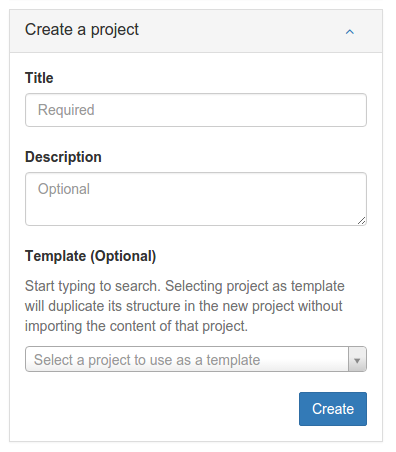 Create a project
Title
Required
Description
Optional
Template (Optional)
Start typing to search. Selecting project as template
will duplicate its structure in the new project without
importing the content of that project.
Select a project to use as a template
Create